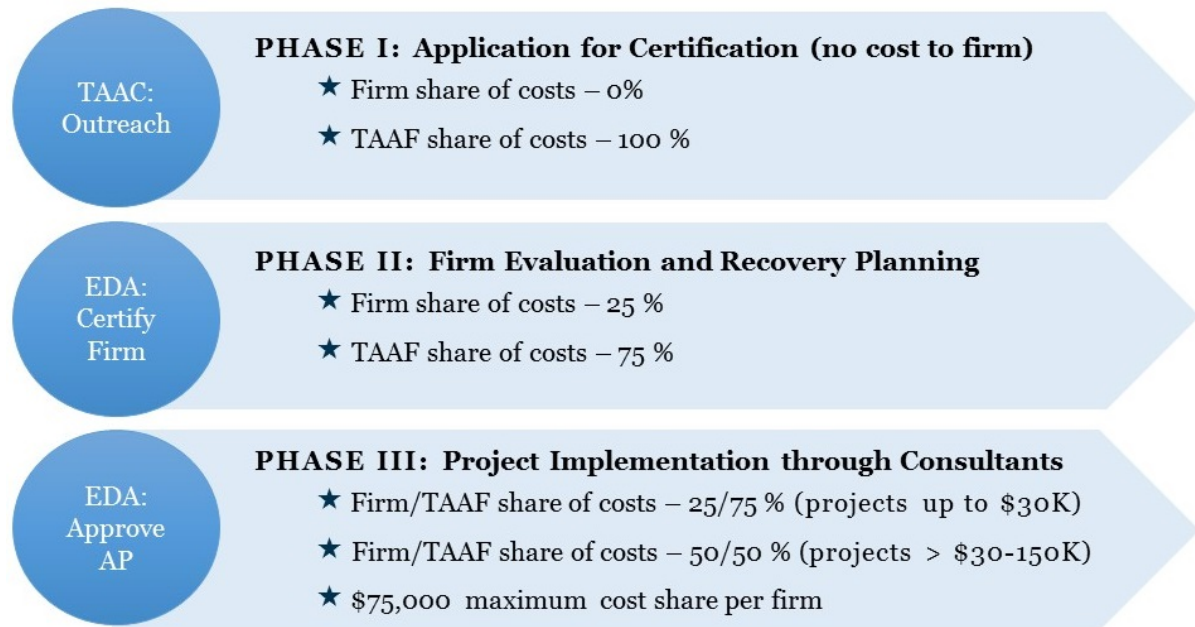 TAAC:
Outreach
PHASE I: Application for Certification (no cost to firm)
★ Firm share of costs – 0%
★ TAAF share of costs – 100 %
EDA:
Certify
Firm
PHASE II: Firm Evaluation and Recovery Planning
★ Firm share of costs – 25 %
★ TAAF share of costs – 75 %
EDA:
Approve
AP
PHASE III: Project Implementation through Consultants
★ Firm/TAAF share of costs – 25/75 % (projects up to $30K)
★ Firm/TAAF share of costs – 50/50 % (projects > $30-150K)
★ $75,000 maximum cost share per firm